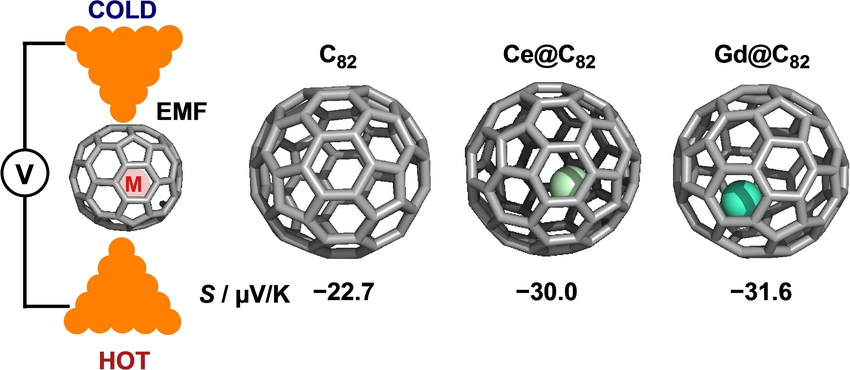 COLD
EMF
M
V
HOT
C₈₂ Ce@C₈₂ Gd@C₈₂
S / µV/K −22.7 −30.0 −31.6